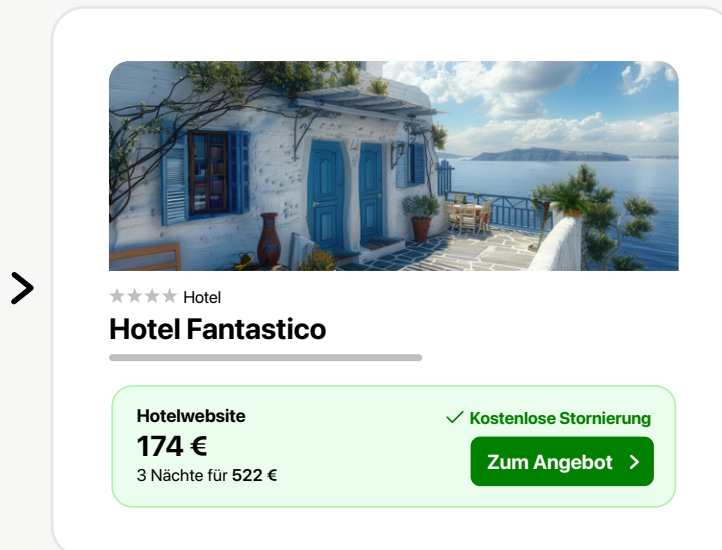 Hotel
Hotel Fantastico
Hotelwebsite
Kostenlose Stornierung
174 €
Zum Angebot
3 Nächte für 522 €